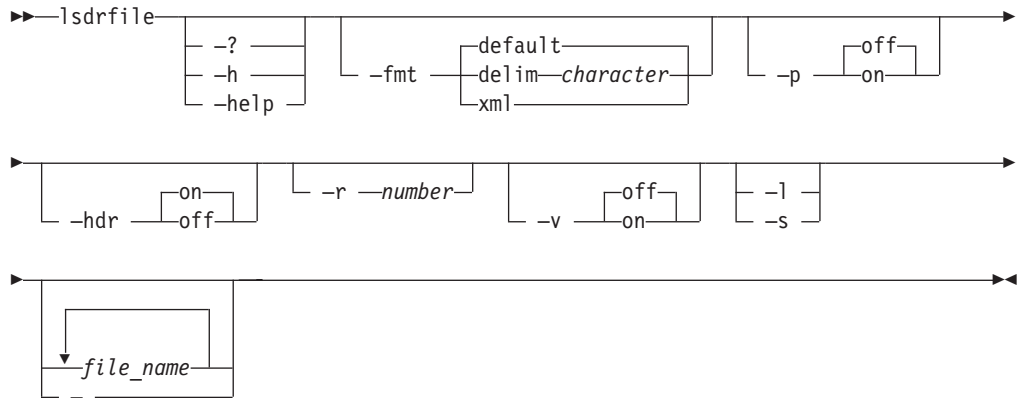 lsdrfile
–?
–h
–help
–fmt
default
delim character
xml
–p
off
on
–hdr
on
off
–r number
–v
off
on
–l
–s
file_name
–